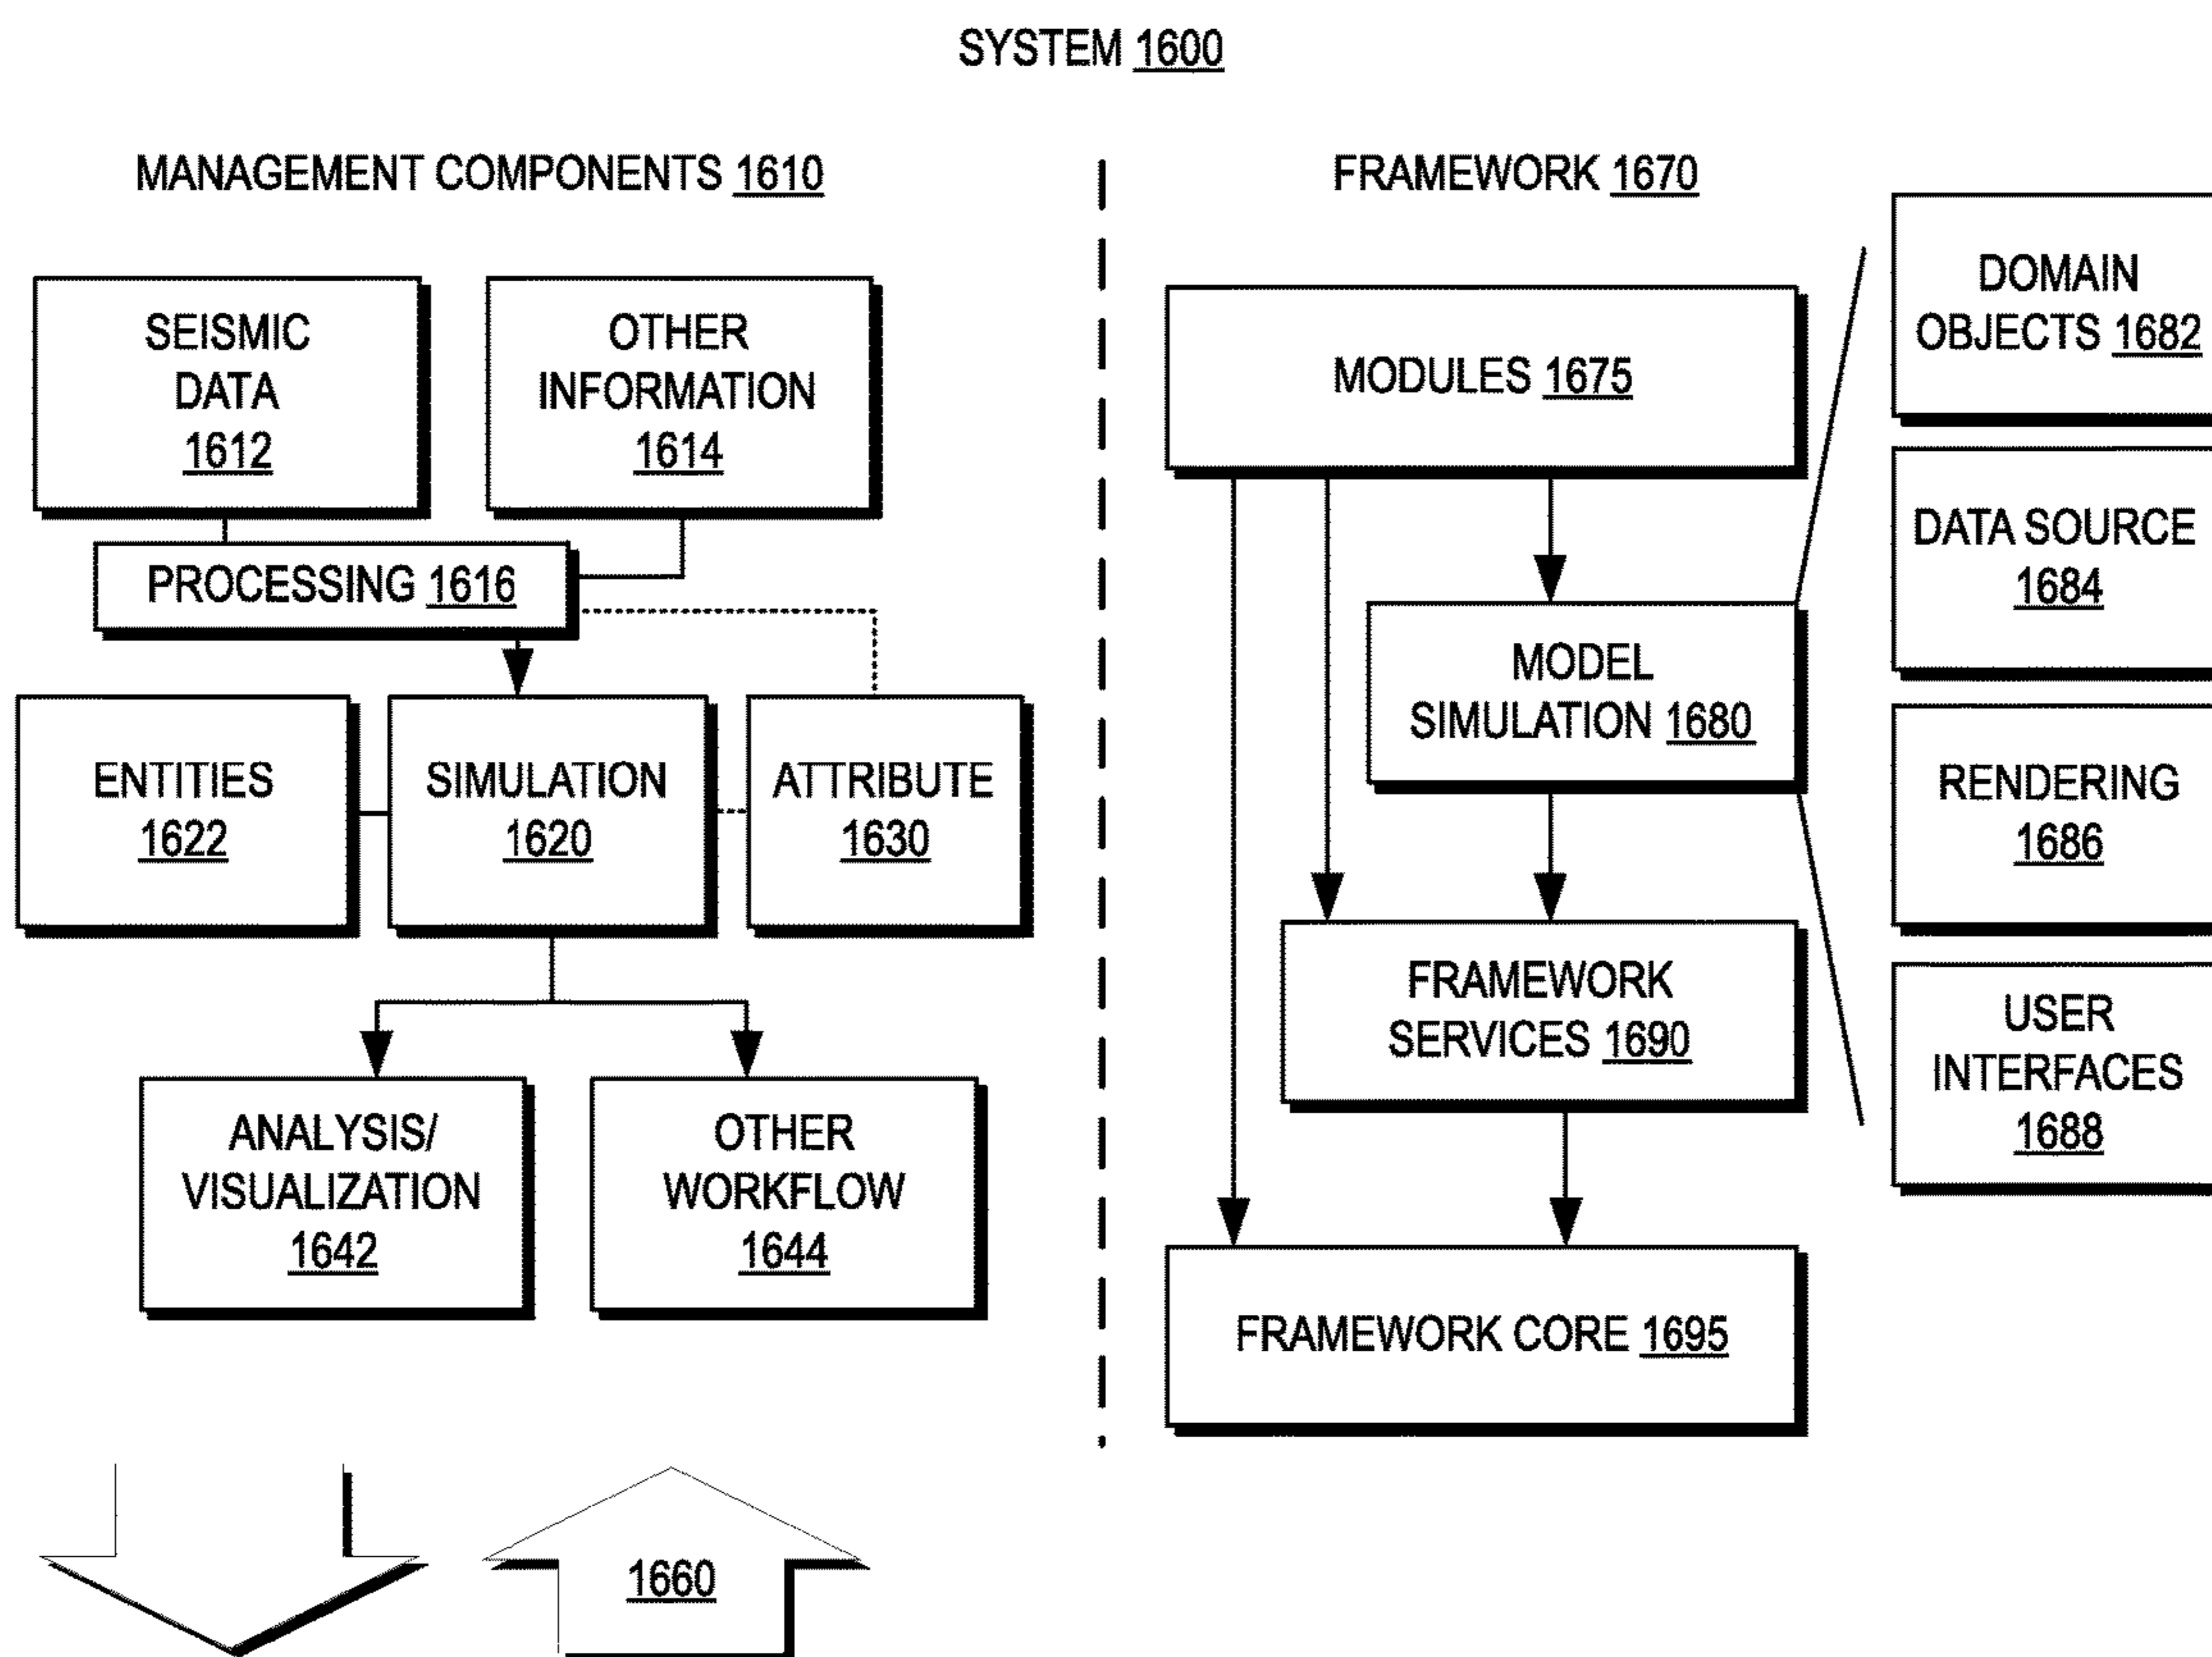 SYSTEM 1600
MANAGEMENT COMPONENTS 1610
SEISMIC
DATA
1612
OTHER
INFORMATION
1614
PROCESSING 1616
ENTITIES
1622
SIMULATION
1620
ATTRIBUTE
1630
ANALYSIS/
VISUALIZATION
1642
OTHER
WORKFLOW
1644
1660
FRAMEWORK 1670
MODULES 1675
MODEL
SIMULATION 1680
FRAMEWORK
SERVICES 1690
FRAMEWORK CORE 1695
DOMAIN
OBJECTS 1682
DATA SOURCE
1684
RENDERING
1686
USER
INTERFACES
1688